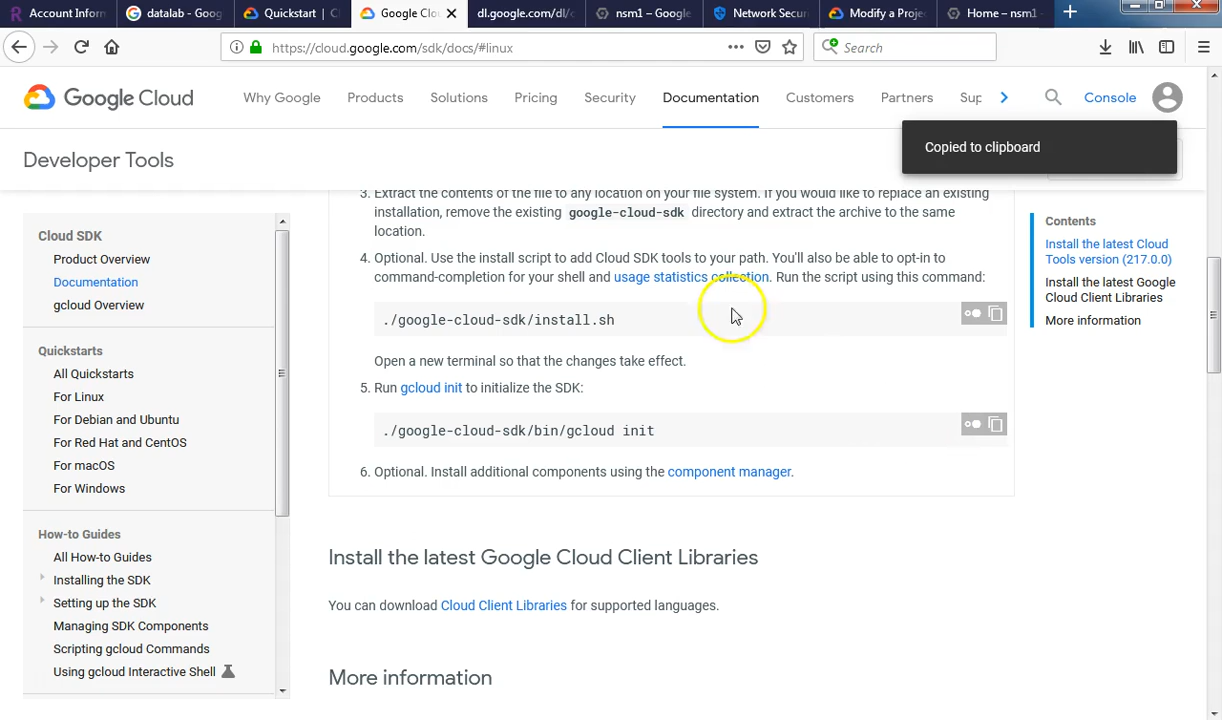 Account Inforn
datalab - Goog
Quickstart | Cl
Google Clou
dl.google.com/dl/c
nsm1 – Google
Network Secur
Modify a Proje
Home – nsm1 –
https://cloud.google.com/sdk/docs/#linux
Search
Google Cloud
Why Google
Products
Solutions
Pricing
Security
Documentation
Customers
Partners
Sup
Console
Developer Tools
Copied to clipboard
Cloud SDK
Product Overview
Documentation
gcloud Overview
Quickstarts
All Quickstarts
For Linux
For Debian and Ubuntu
For Red Hat and CentOS
For macOS
For Windows
How-to Guides
All How-to Guides
Installing the SDK
Setting up the SDK
Managing SDK Components
Scripting gcloud Commands
Using gcloud Interactive Shell
3. Extract the contents of the file to any location on your file system. If you would like to replace an existing
installation, remove the existing google-cloud-sdk directory and extract the archive to the same
location.
4. Optional. Use the install script to add Cloud SDK tools to your path. You'll also be able to opt-in to
command-completion for your shell and usage statistics collection. Run the script using this command:
./google-cloud-sdk/install.sh
Open a new terminal so that the changes take effect.
5. Run gcloud init to initialize the SDK:
./google-cloud-sdk/bin/gcloud init
6. Optional. Install additional components using the component manager.
Install the latest Google Cloud Client Libraries
You can download Cloud Client Libraries for supported languages.
More information
Contents
Install the latest Cloud
Tools version (217.0.0)
Install the latest Google
Cloud Client Libraries
More information